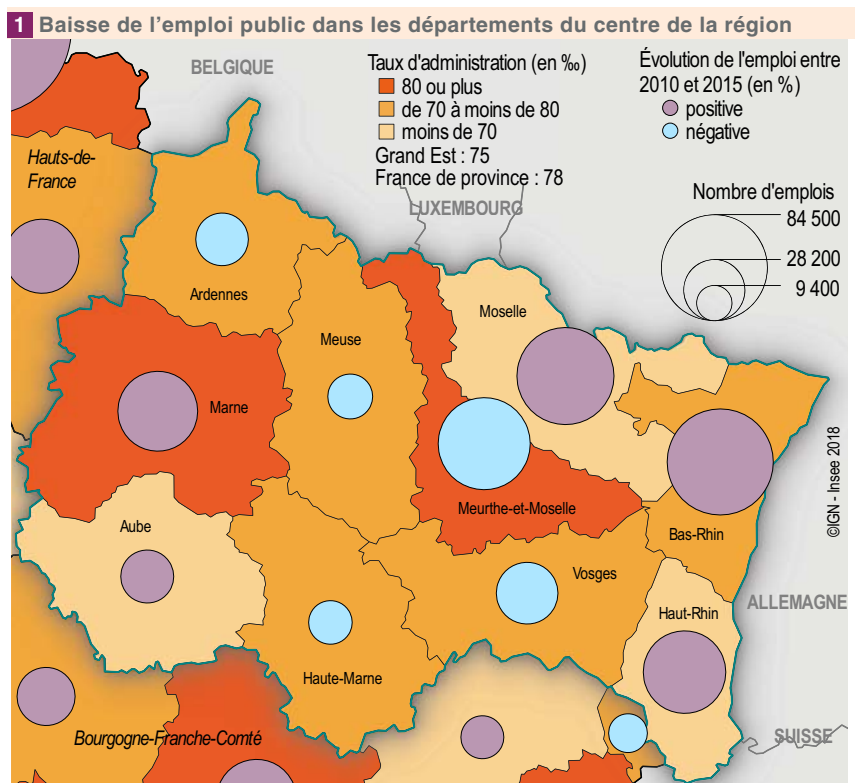 1 Baisse de l'emploi public dans les départements du centre de la région
BELGIQUE
Taux d'administration (en ‰)
80 ou plus
de 70 à moins de 80
moins de 70
Grand Est : 75
France de province : 78
Évolution de l'emploi entre
2010 et 2015 (en %)
positive
négative
Nombre d'emplois
84 500
28 200
9 400
LUXEMBOURG
Hauts-de-
France
Ardennes
Meuse
Moselle
Marne
Meurthe-et-Moselle
Aube
Bas-Rhin
Vosges
Haut-Rhin
Haute-Marne
ALLEMAGNE
SUISSE
Bourgogne-Franche-Comté
©IGN - Insee 2018